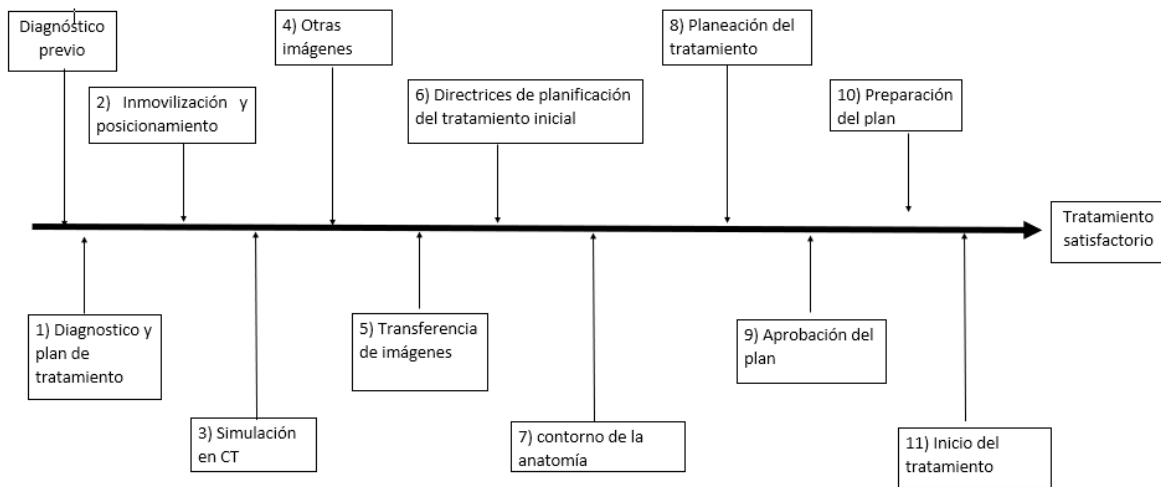 Diagnóstico
previo
1) Diagnostico y
plan de
tratamiento
2) Inmovilización y
posicionamiento
3) Simulación
en CT
4) Otras
imágenes
5) Transferencia
de imágenes
6) Directrices de planificación
del tratamiento inicial
7) contorno de la
anatomía
8) Planeación del
tratamiento
9) Aprobación del
plan
10) Preparación
del plan
11) Inicio del
tratamiento
Tratamiento
satisfactorio